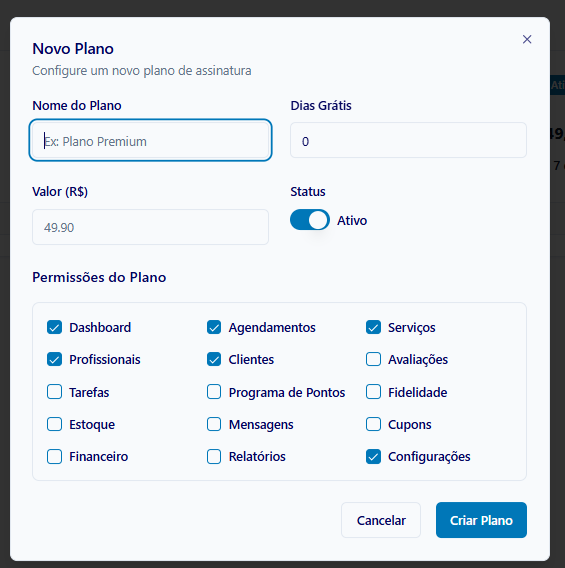 Novo Plano
Configure um novo plano de assinatura
Nome do Plano
Dias Grátis
Ex: Plano Premium
0
Valor (R$)
Status
49.90
Ativo
Permissões do Plano
Dashboard
Agendamentos
Serviços
Profissionais
Clientes
Avaliações
Tarefas
Programa de Pontos
Fidelidade
Estoque
Mensagens
Cupons
Financeiro
Relatórios
Configurações
Cancelar
Criar Plano